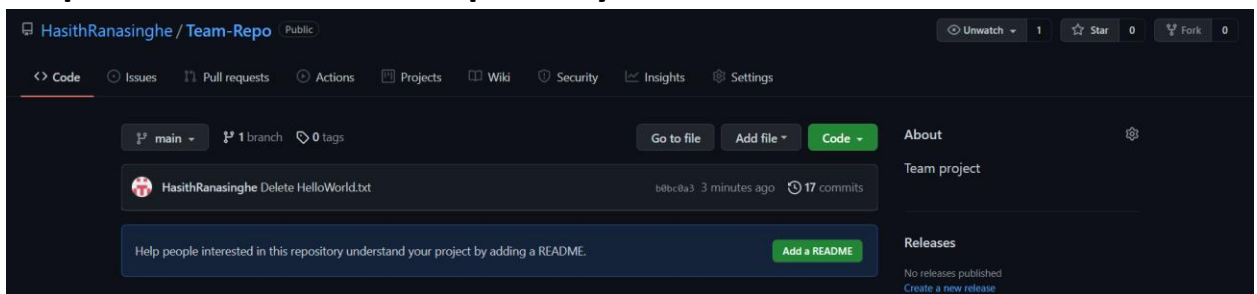 HasithRanasinghe / Team-Repo Public
Unwatch 1 Star 0 Fork 0
Code Issues Pull requests Actions Projects Wiki Security Insights Settings
main 1 branch 0 tags Go to file Add file Code
About
Team project
HasithRanasinghe Delete HelloWorld.txt b0bc0a3 3 minutes ago 17 commits
Help people interested in this repository understand your project by adding a README. Add a README
Releases
No releases published
Create a new release